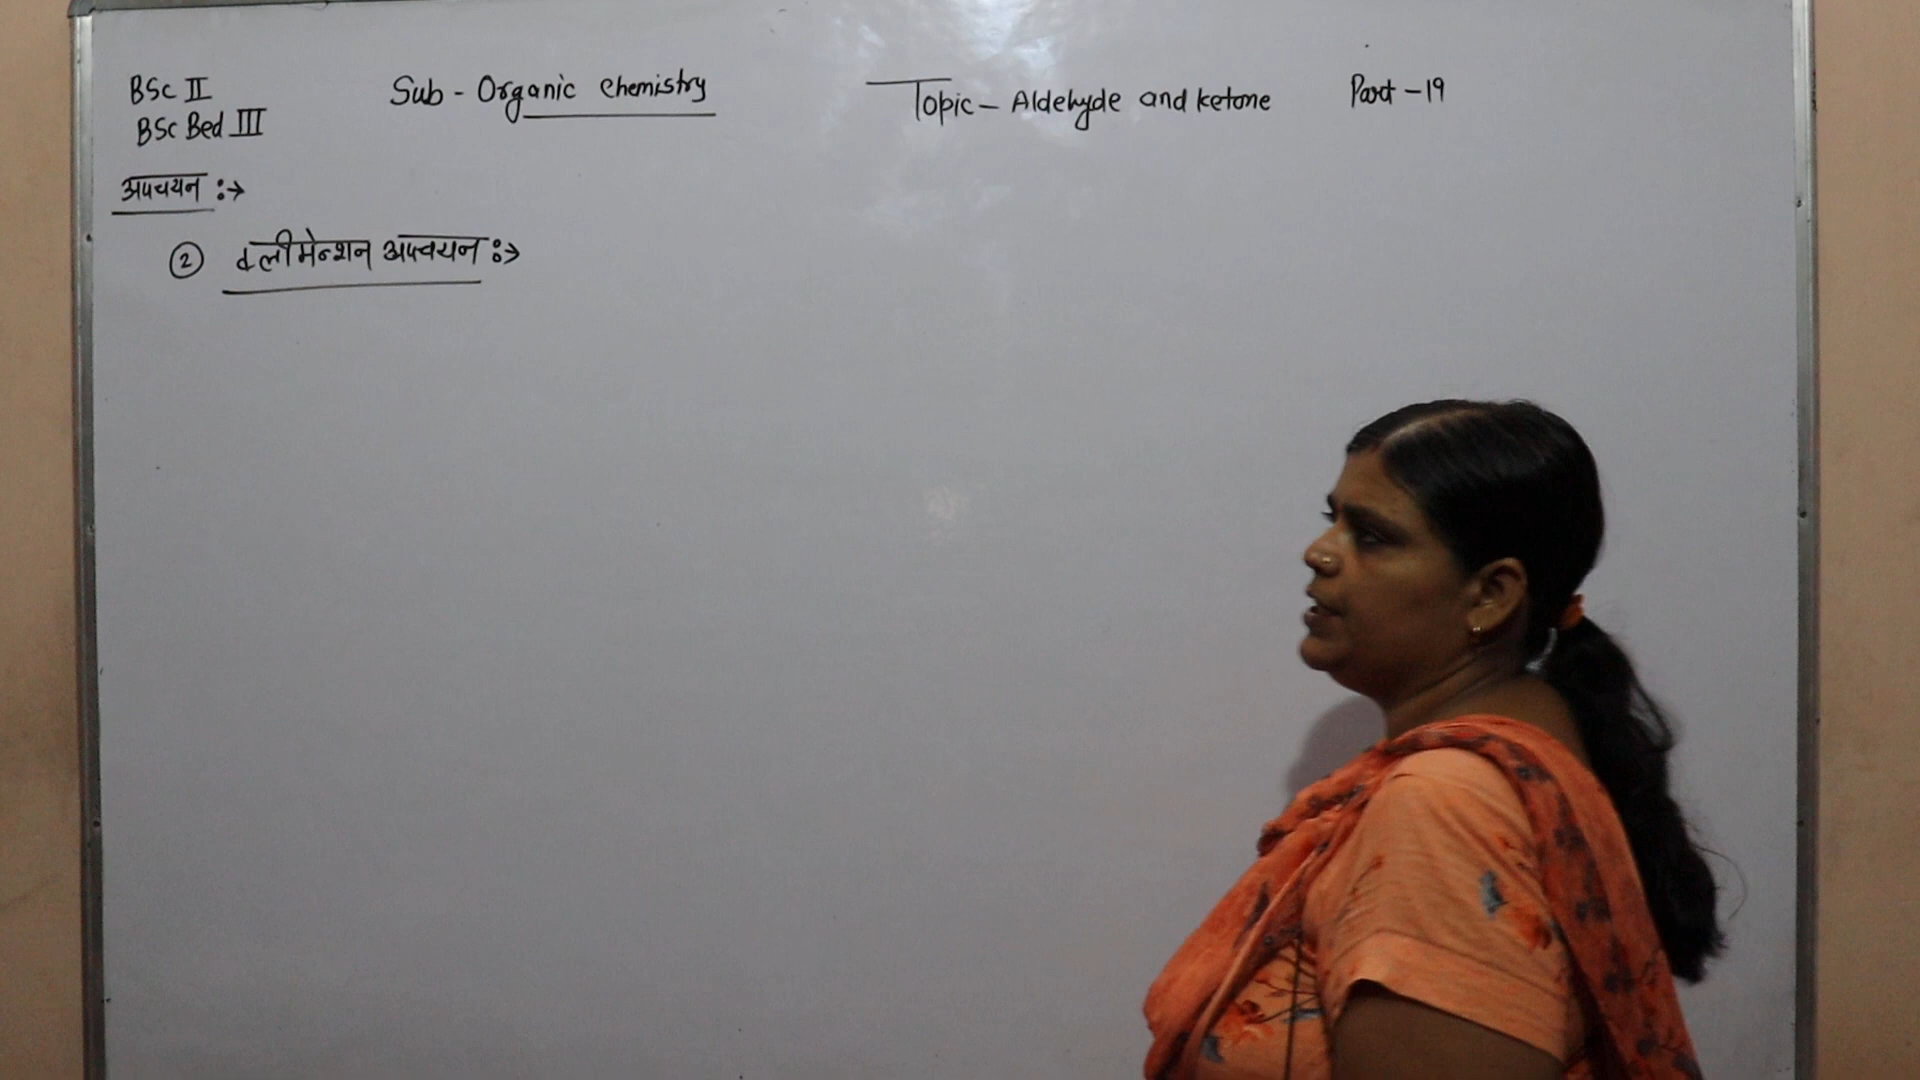 BSc II Sub - Organic chemistry Topic - Aldehyde and ketone Part - 19
BSc Bed III
अपचयन :→
② क्लीमेन्शन अपचयन :→